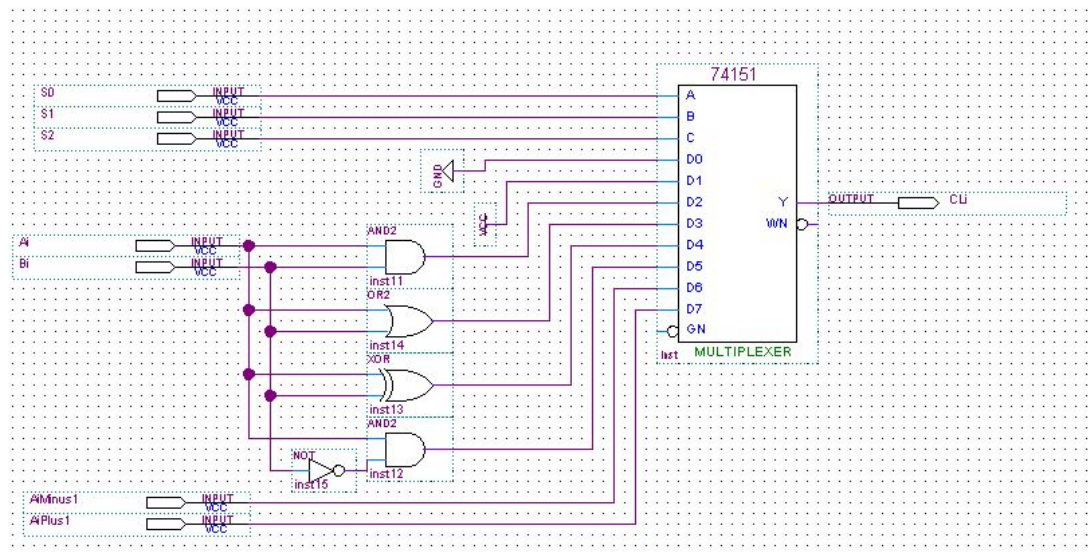 74151
S0 INPUT VCC A
S1 INPUT VCC B
S2 INPUT VCC C
GND D0
D1
VCC D2 Y OUTPUT CLi
D3 WN
AND2
Ai INPUT VCC D4
Bi INPUT VCC D5
inst11 D6
OR2 D7
GN
inst14 inst MULTIPLEXER
XOR
inst13
AND2
NOT
inst12
inst15
AiMinus1 INPUT VCC
AiPlus1 INPUT VCC